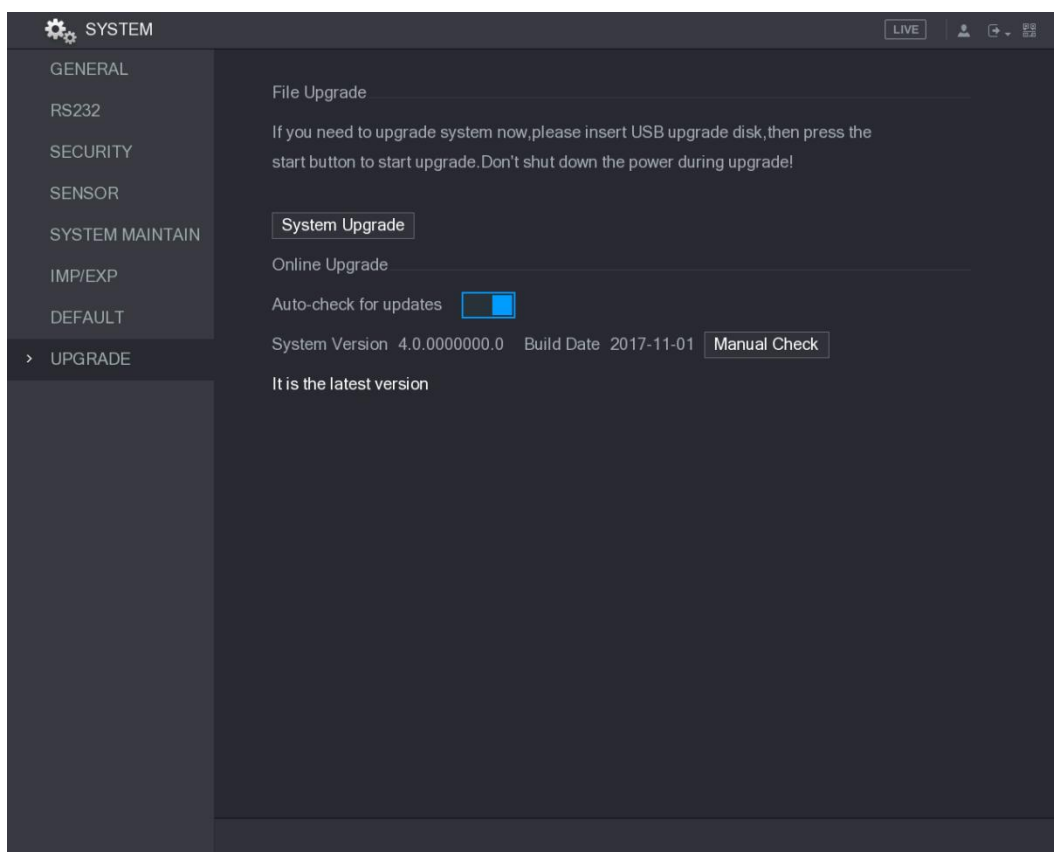 SYSTEM
LIVE
GENERAL
RS232
SECURITY
SENSOR
SYSTEM MAINTAIN
IMP/EXP
DEFAULT
UPGRADE
File Upgrade
If you need to upgrade system now,please insert USB upgrade disk,then press the
start button to start upgrade.Don't shut down the power during upgrade!
System Upgrade
Online Upgrade
Auto-check for updates
System Version 4.0.0000000.0 Build Date 2017-11-01 Manual Check
It is the latest version